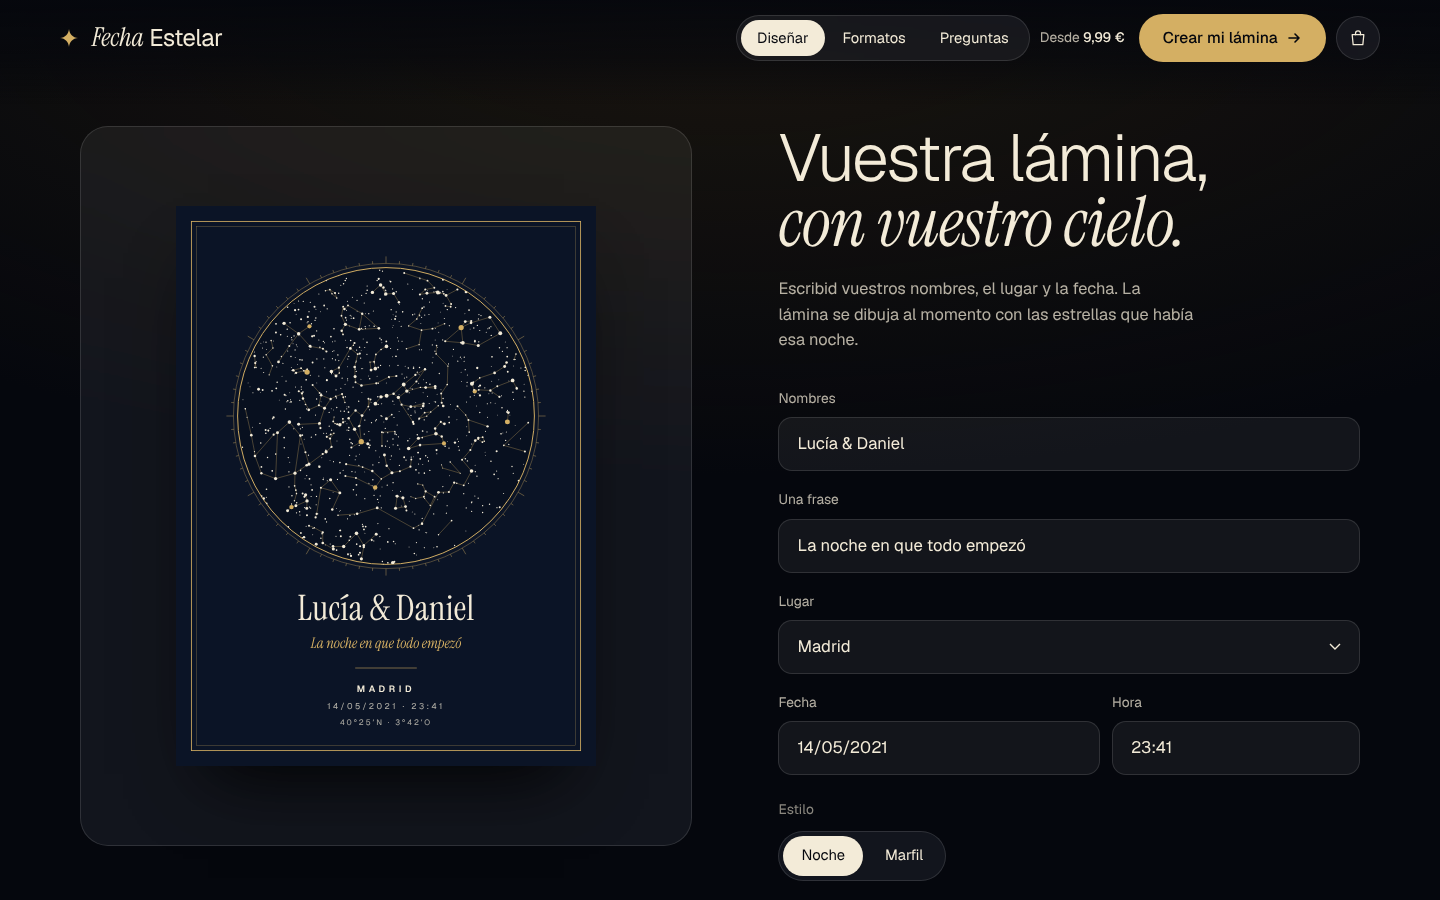 Fecha Estelar
Diseñar
Formatos
Preguntas
Desde 9,99 €
Crear mi lámina →
Vuestra lámina,
con vuestro cielo.
Escribid vuestros nombres, el lugar y la fecha. La
lámina se dibuja al momento con las estrellas que había
esa noche.
Nombres
Lucía & Daniel
Una frase
La noche en que todo empezó
Lugar
Madrid
Fecha
Hora
14/05/2021
23:41
Estilo
Noche
Marfil
Lucía & Daniel
La noche en que todo empezó
MADRID
14/05/2021 · 23:41
40°25'N · 3°42'O